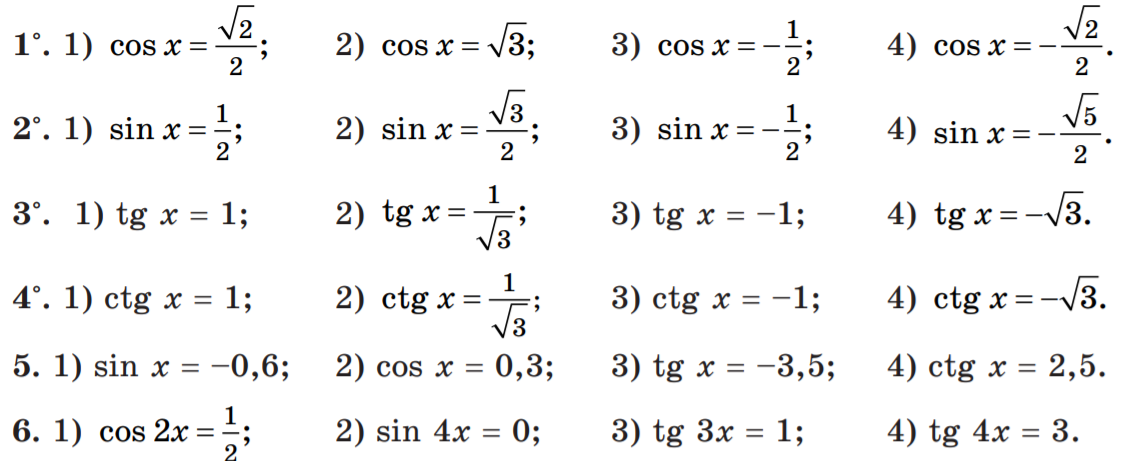 1°. 1) cos x = √2/2; 2) cos x = √3; 3) cos x = −1/2; 4) cos x = −√2/2.
2°. 1) sin x = 1/2; 2) sin x = √3/2; 3) sin x = −1/2; 4) sin x = −√5/2.
3°. 1) tg x = 1; 2) tg x = 1/√3; 3) tg x = −1; 4) tg x = −√3.
4°. 1) ctg x = 1; 2) ctg x = 1/√3; 3) ctg x = −1; 4) ctg x = −√3.
5. 1) sin x = −0,6; 2) cos x = 0,3; 3) tg x = −3,5; 4) ctg x = 2,5.
6. 1) cos 2x = 1/2; 2) sin 4x = 0; 3) tg 3x = 1; 4) tg 4x = 3.